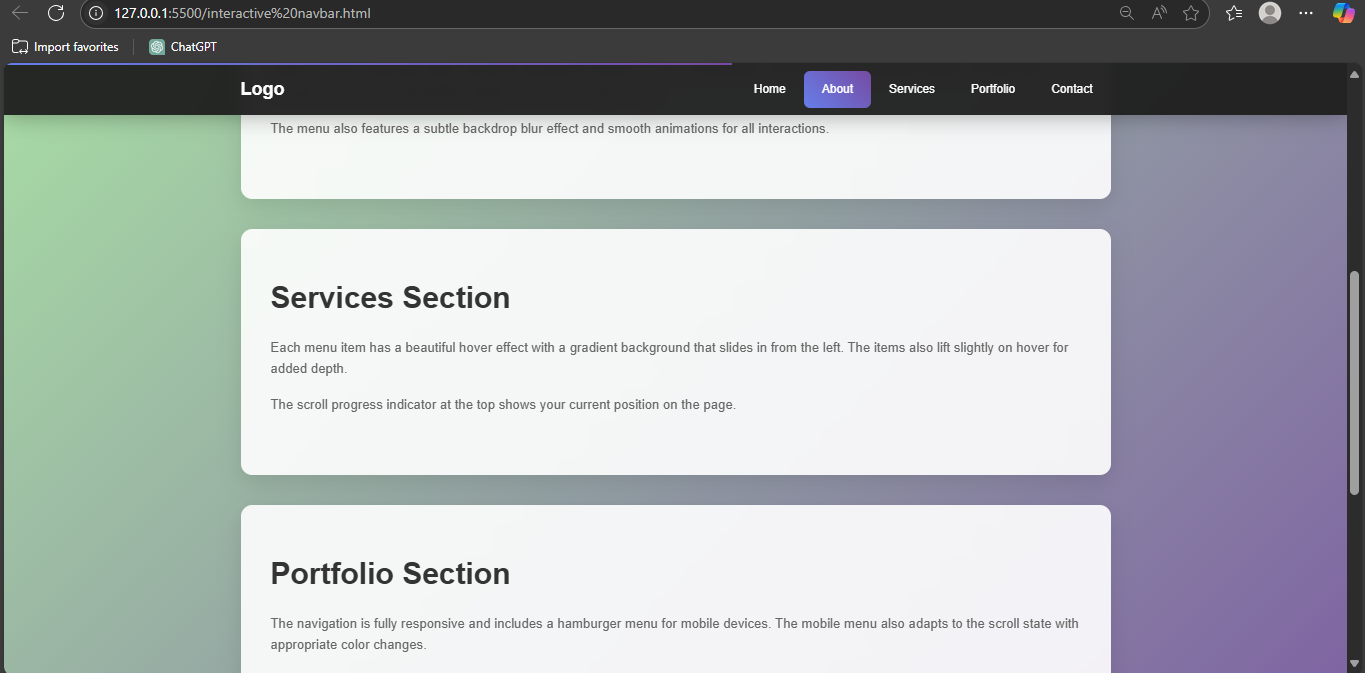 127.0.0.1:5500/interactive%20navbar.html
Import favorites
ChatGPT
Logo
Home
About
Services
Portfolio
Contact
The menu also features a subtle backdrop blur effect and smooth animations for all interactions.
Services Section
Each menu item has a beautiful hover effect with a gradient background that slides in from the left. The items also lift slightly on hover for
added depth.
The scroll progress indicator at the top shows your current position on the page.
Portfolio Section
The navigation is fully responsive and includes a hamburger menu for mobile devices. The mobile menu also adapts to the scroll state with
appropriate color changes.